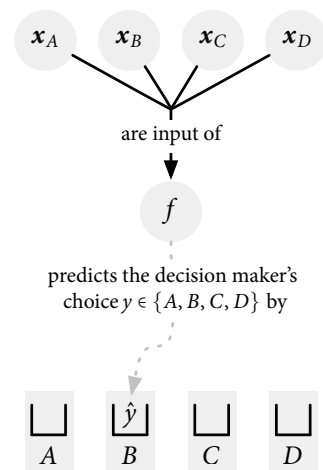 x_A x_B x_C x_D
are input of
f
predicts the decision maker's
choice y ∈ {A, B, C, D} by
ŷ
A B C D